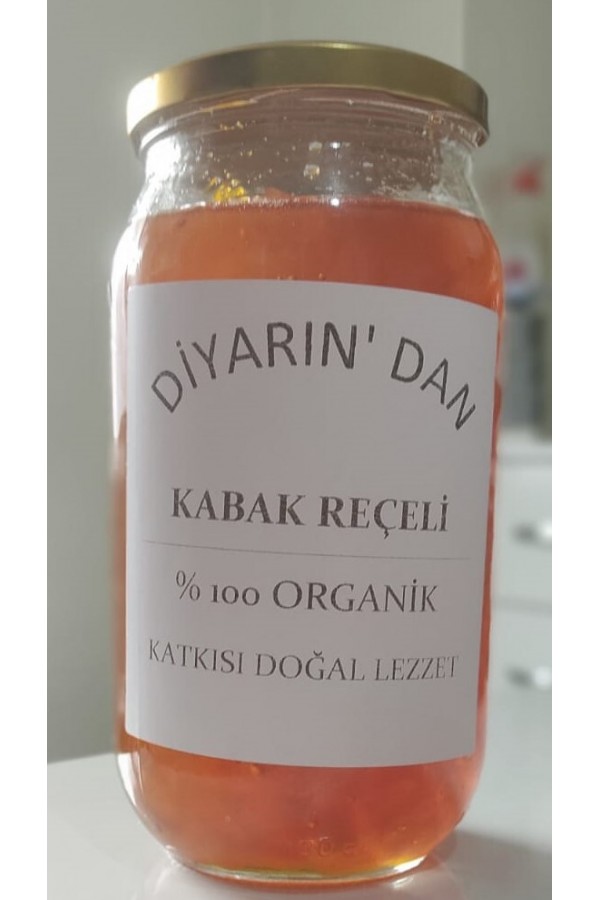 DİYARIN' DAN
KABAK REÇELİ
% 100 ORGANİK
KATKISI DOĞAL LEZZET